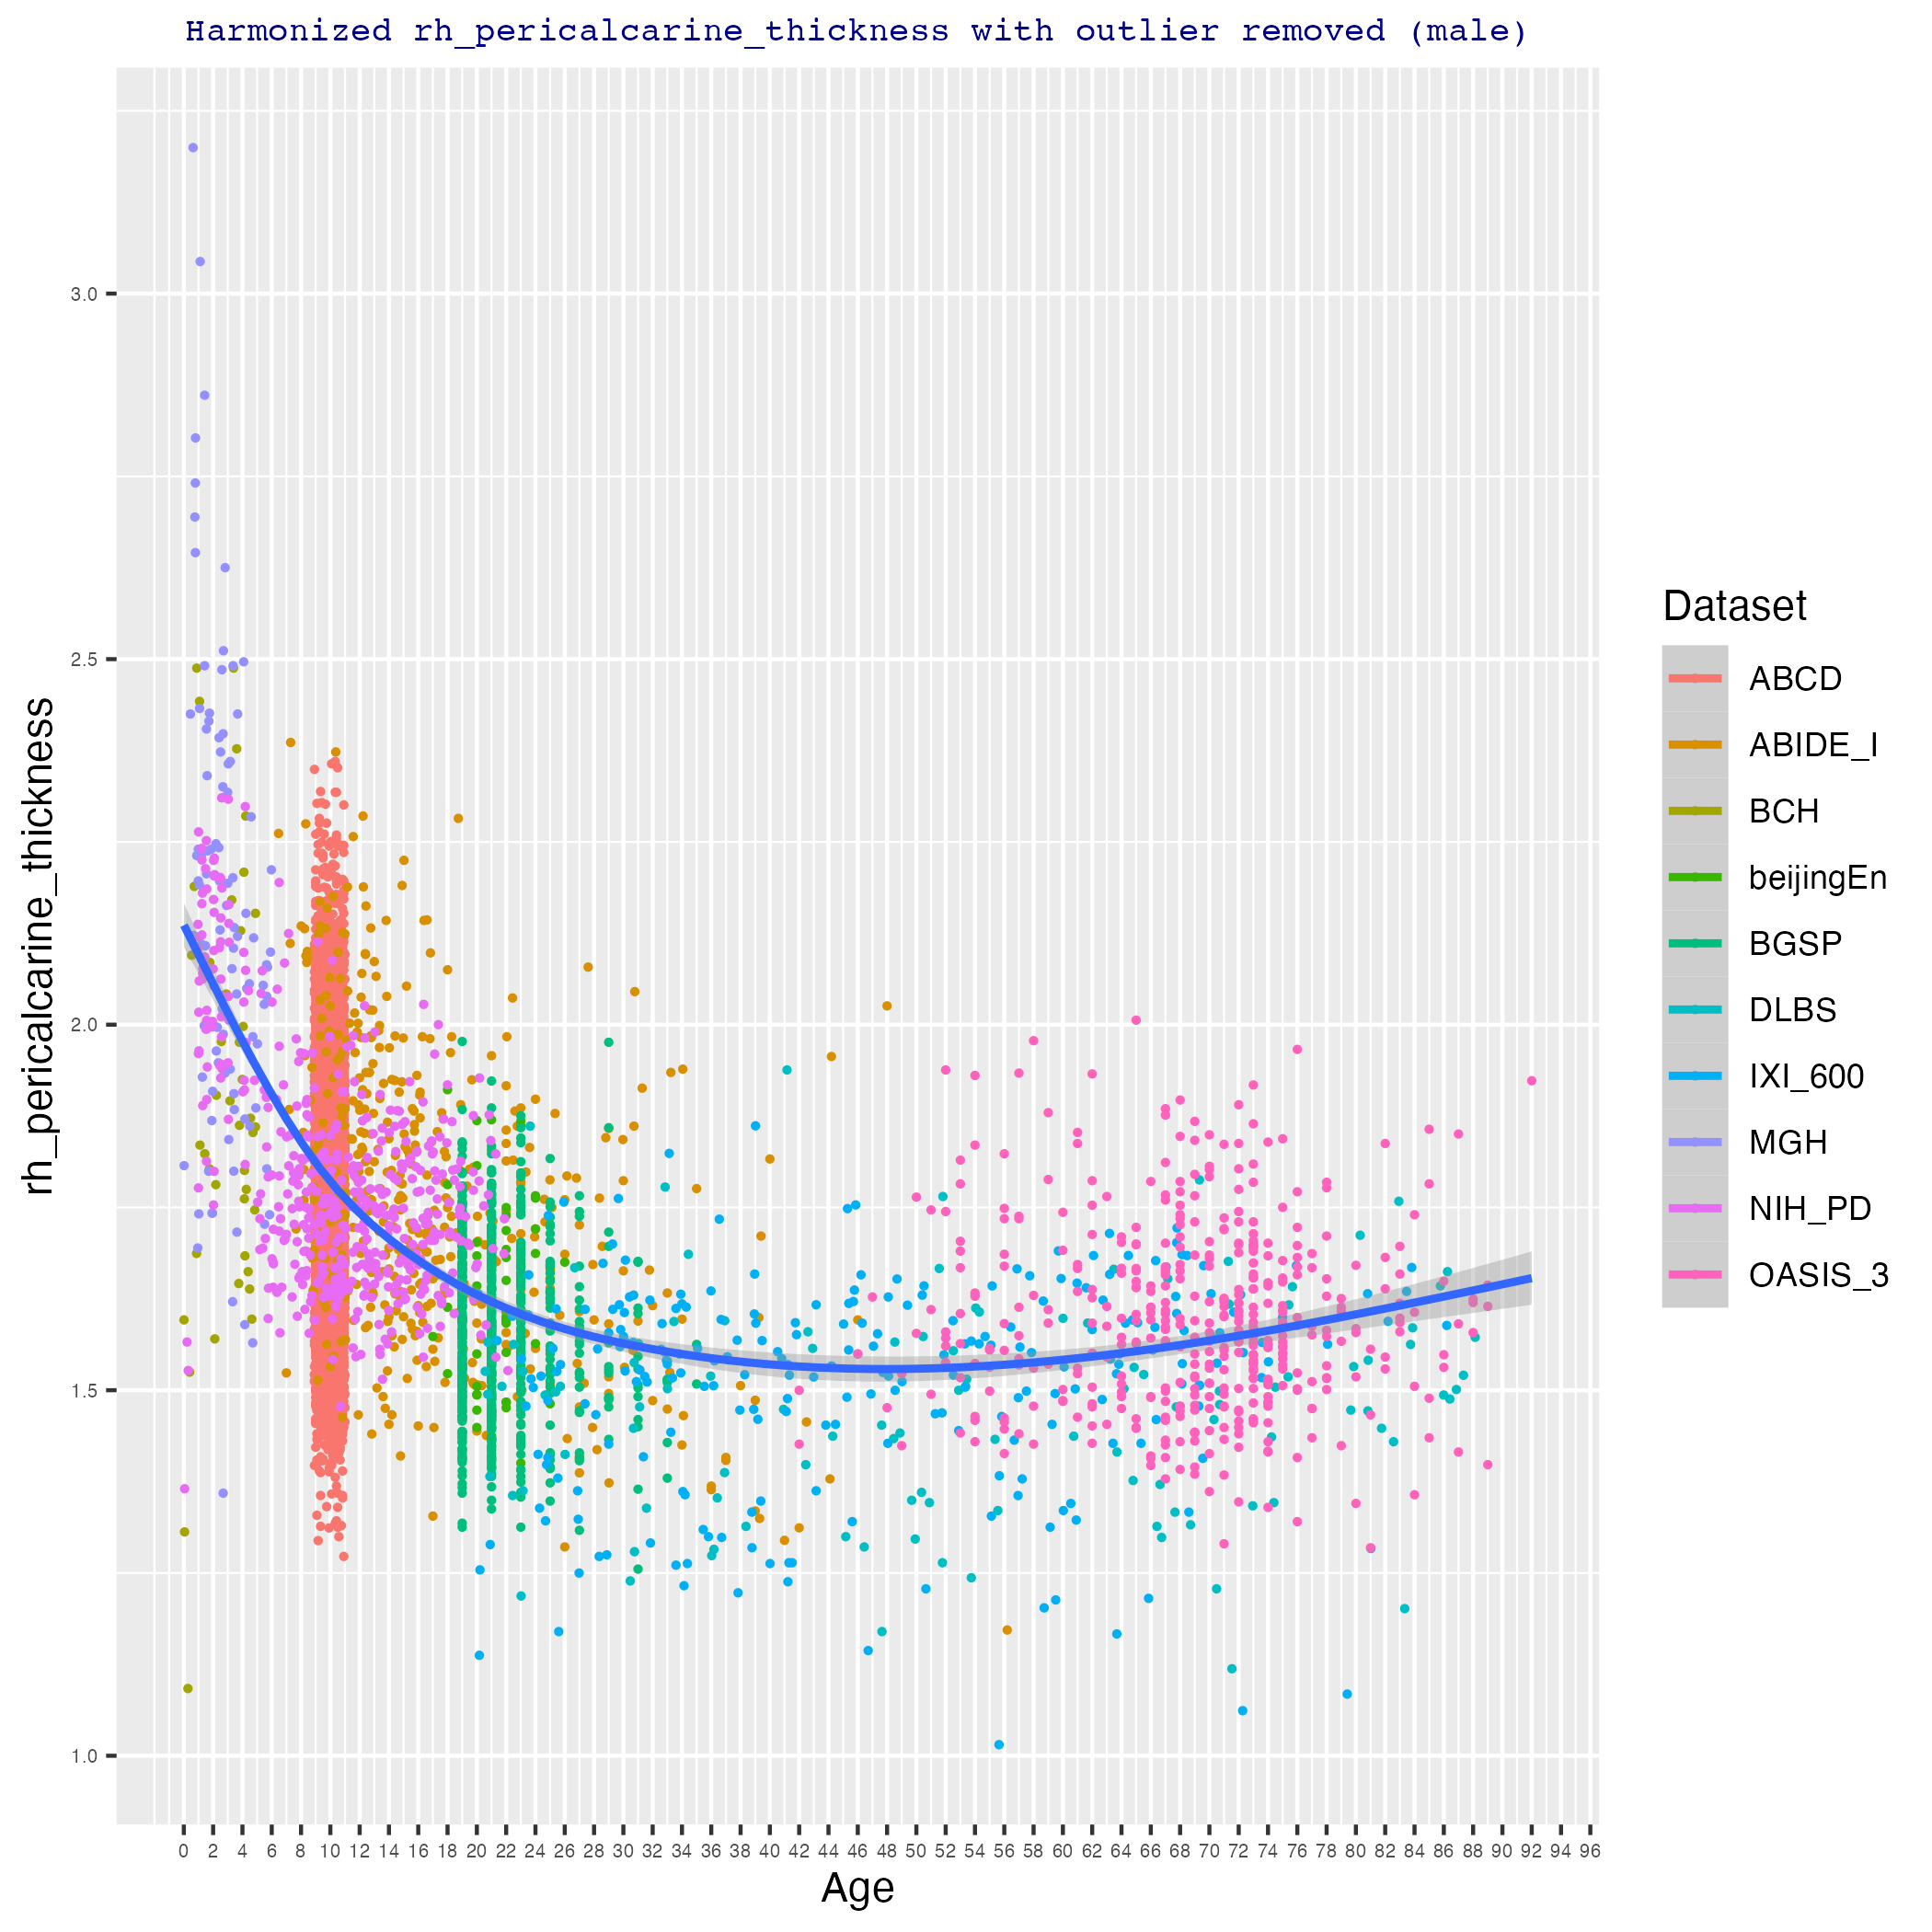 Harmonized rh_pericalcarine_thickness with outlier removed (male)
rh_pericalcarine_thickness
3.0
2.5
2.0
1.5
1.0
0 2 4 6 8 10 12 14 16 18 20 22 24 26 28 30 32 34 36 38 40 42 44 46 48 50 52 54 56 58 60 62 64 66 68 70 72 74 76 78 80 82 84 86 88 90 92 94 96
Age
Dataset
ABCD
ABIDE_I
BCH
beijingEn
BGSP
DLBS
IXI_600
MGH
NIH_PD
OASIS_3